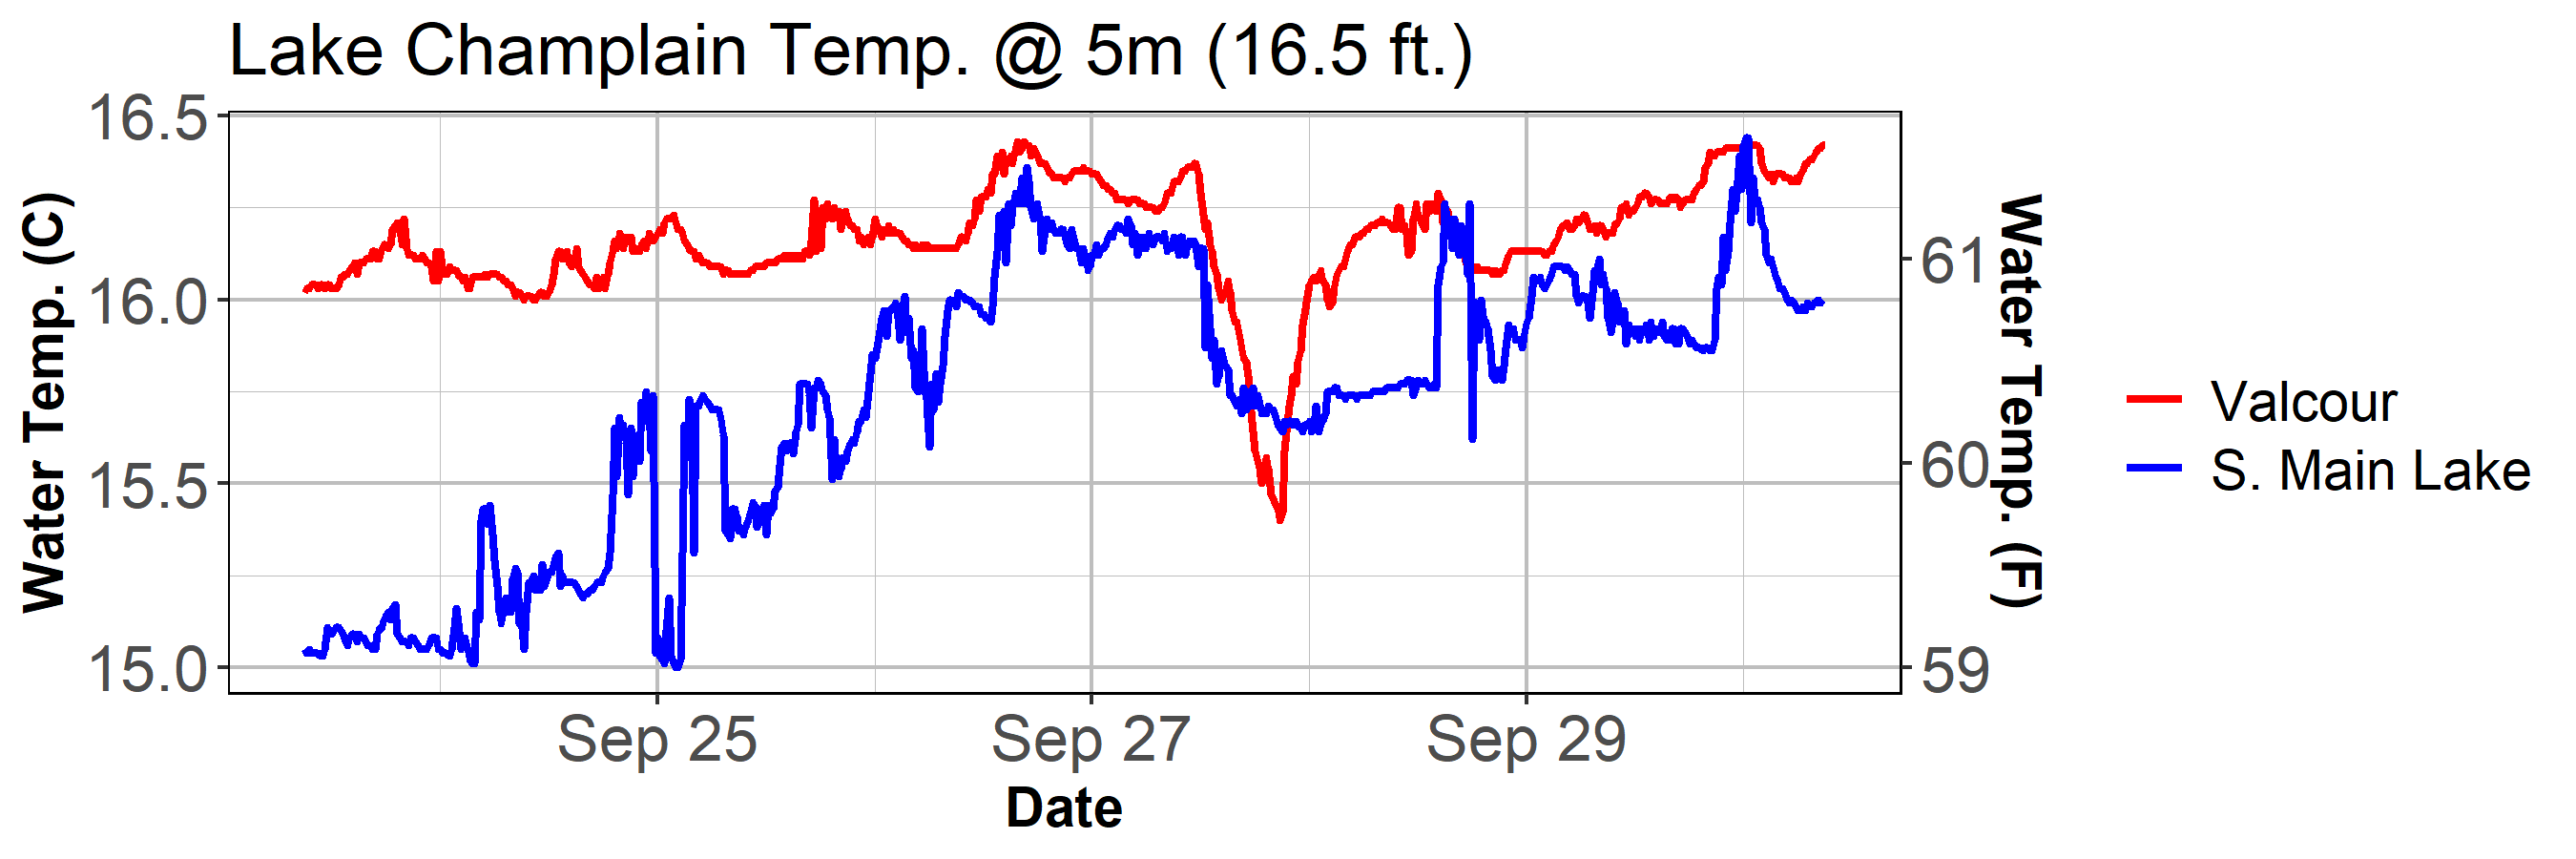 Lake Champlain Temp. @ 5m (16.5 ft.)
Water Temp. (C)
16.5
16.0
15.5
15.0
61
60
59
Water Temp. (F)
Sep 25
Sep 27
Sep 29
Date
Valcour
S. Main Lake